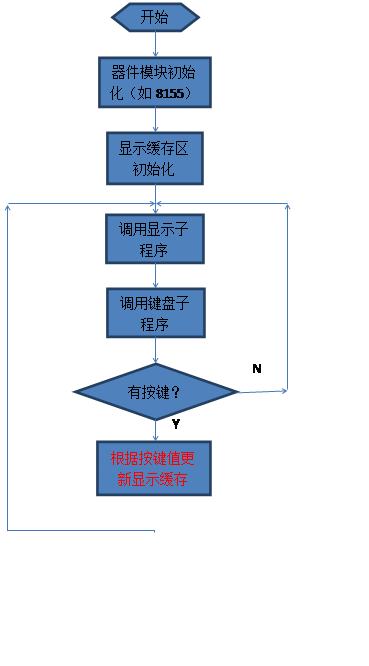 开始
器件模块初始
化（如 8155）
显示缓存区
初始化
调用显示子
程序
调用键盘子
程序
有按键？
N
Y
根据按键值更
新显示缓存